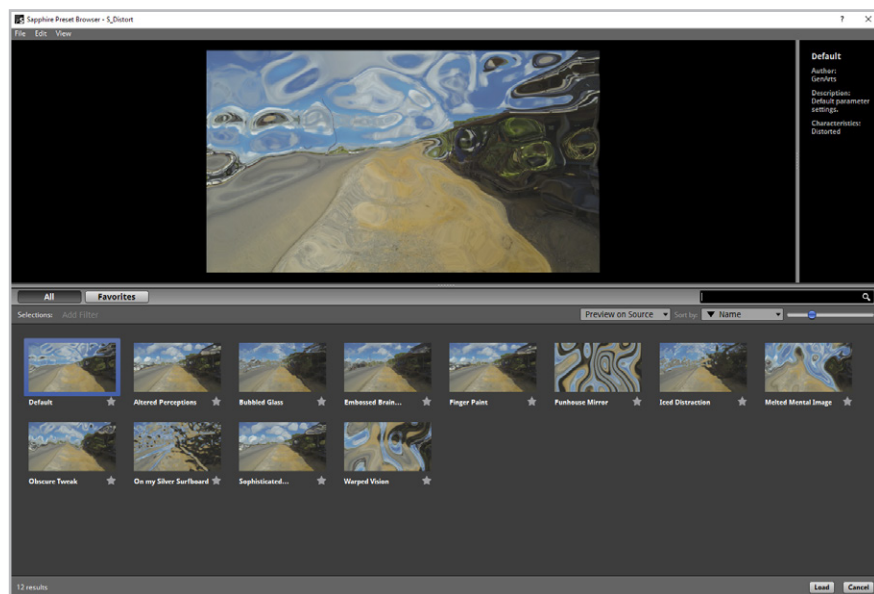 Sapphire Preset Browser - S_Distort
File Edit View
Default
Author:
GenArts
Description:
Default parameter
settings.
Characteristics:
Distorted
All Favorites
Selections: Add Filter Preview on Source Sort by: Name
Default Altered Perceptions Bubbled Glass Embossed Brain... Finger Paint Funhouse Mirror Iced Distraction Melted Mental Image
Obscure Tweak On my Silver Surfboard Sophisticated... Warped Vision
12 results Load Cancel